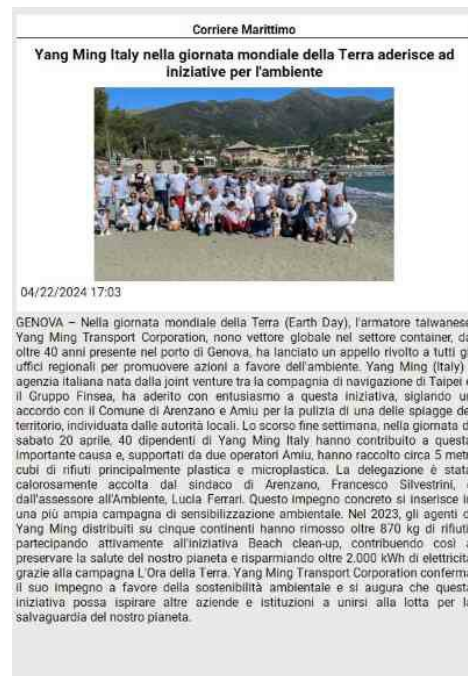 Corriere Marittimo
Yang Ming Italy nella giornata mondiale della Terra aderisce ad
iniziative per l'ambiente
04/22/2024 17:03
GENOVA – Nella giornata mondiale della Terra (Earth Day), l'armatore taiwanese
Yang Ming Transport Corporation, nono vettore globale nel settore container, da
oltre 40 anni presente nel porto di Genova, ha lanciato un appello rivolto a tutti
uffici regionali per promuovere azioni a favore dell'ambiente. Yang Ming (Italy)
agenzia italiana nata dalla joint venture tra la compagnia di navigazione di Taipei
il Gruppo Finsea, ha aderito con entusiasmo a questa iniziativa, siglando
accordo con il Comune di Arenzano e Amiu per la pulizia di una delle spiagge
territorio, individuata dalle autorità locali. Lo scorso fine settimana, nella giornata
sabato 20 aprile, 40 dipendenti di Yang Ming Italy hanno contribuito a questa
importante causa e, supportati da due operatori Amiu, hanno raccolto circa 5
cubi di rifiuti principalmente plastica e microplastica. La delegazione è stata
calorosamente accolta dal sindaco di Arenzano, Francesco Silvestrini,
dall'assessore all'Ambiente, Lucia Ferrari. Questo impegno concreto si inserisce
una più ampia campagna di sensibilizzazione ambientale. Nel 2023, gli agenti
Yang Ming distribuiti su cinque continenti hanno rimosso oltre 870 kg di rifiuti
partecipando attivamente all'iniziativa Beach clean-up, contribuendo così
preservare la salute del nostro pianeta e risparmiando oltre 2.000 kWh di elettricità
grazie alla campagna L'Ora della Terra. Yang Ming Transport Corporation conferma
il suo impegno a favore della sostenibilità ambientale e si augura che questa
iniziativa possa ispirare altre aziende e istituzioni a unirsi alla lotta per la
salvaguardia del nostro pianeta.